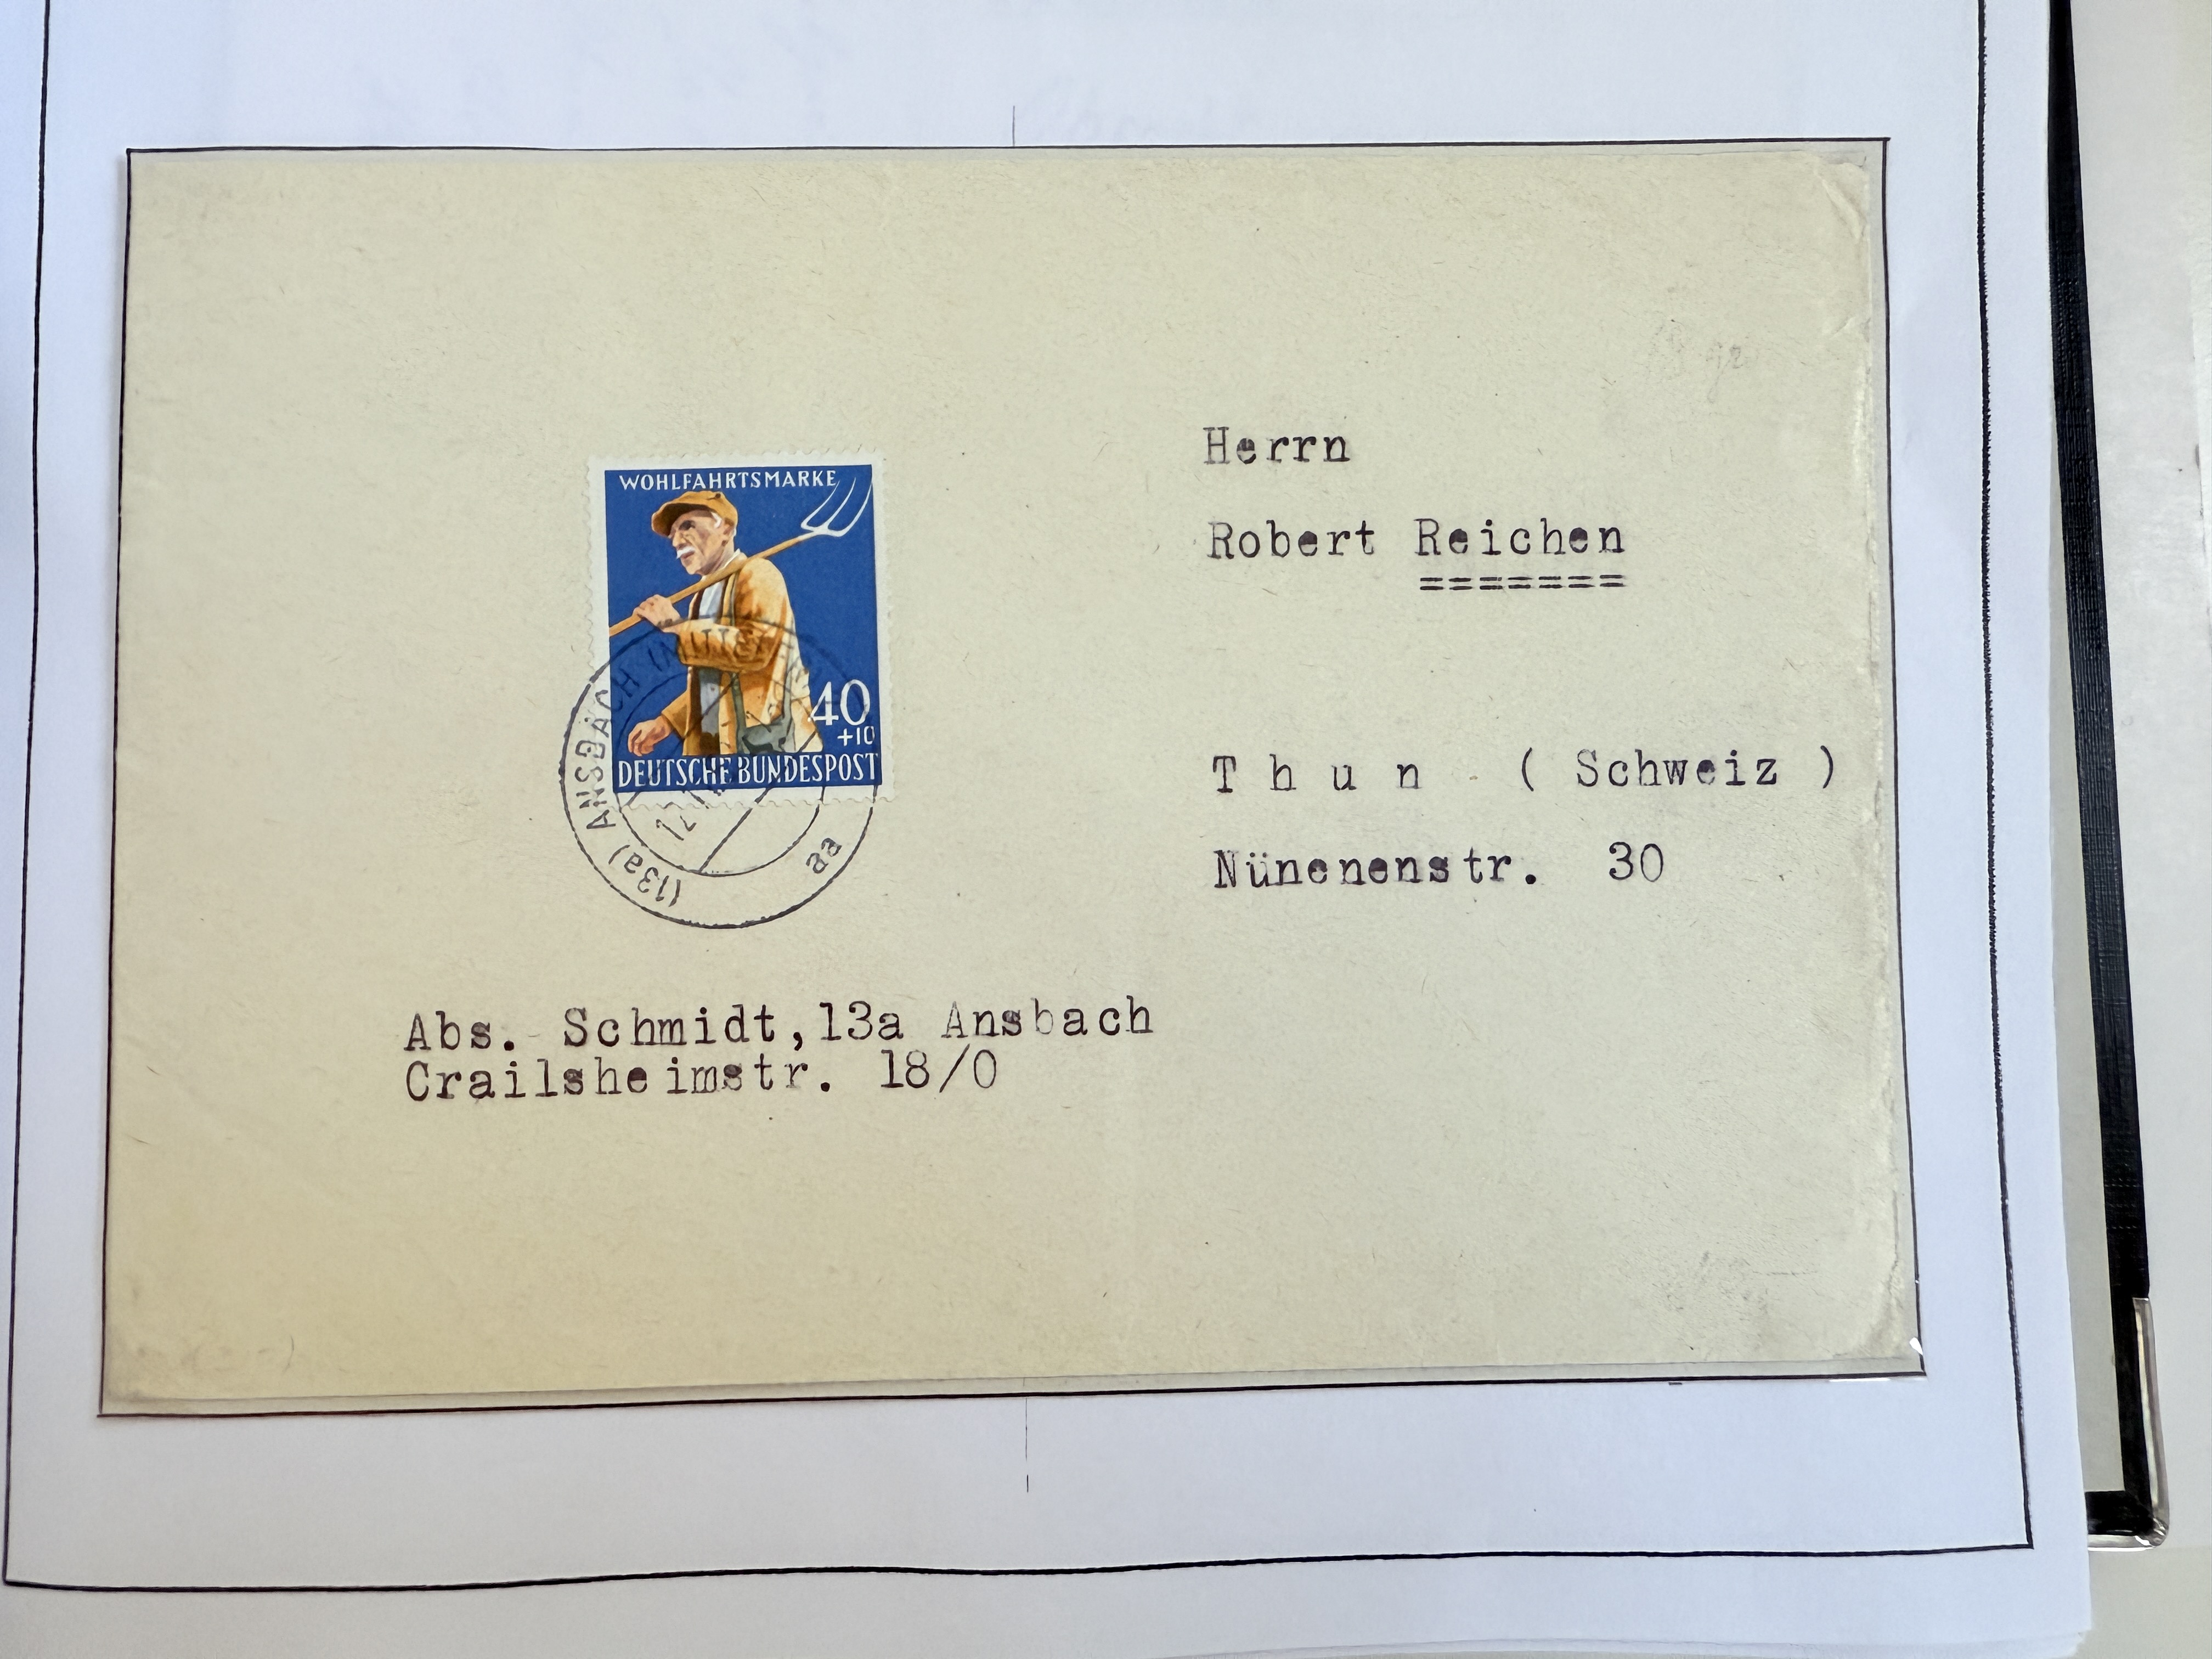 WOHLFAHRTSMARKE
40
+10
DEUTSCHE BUNDESPOST
(13a) ANSBACH
aa
Herrn
Robert Reichen
=======
T h u n ( Schweiz )
Nünenenstr. 30
Abs. Schmidt,13a Ansbach
Crailsheimstr. 18/0